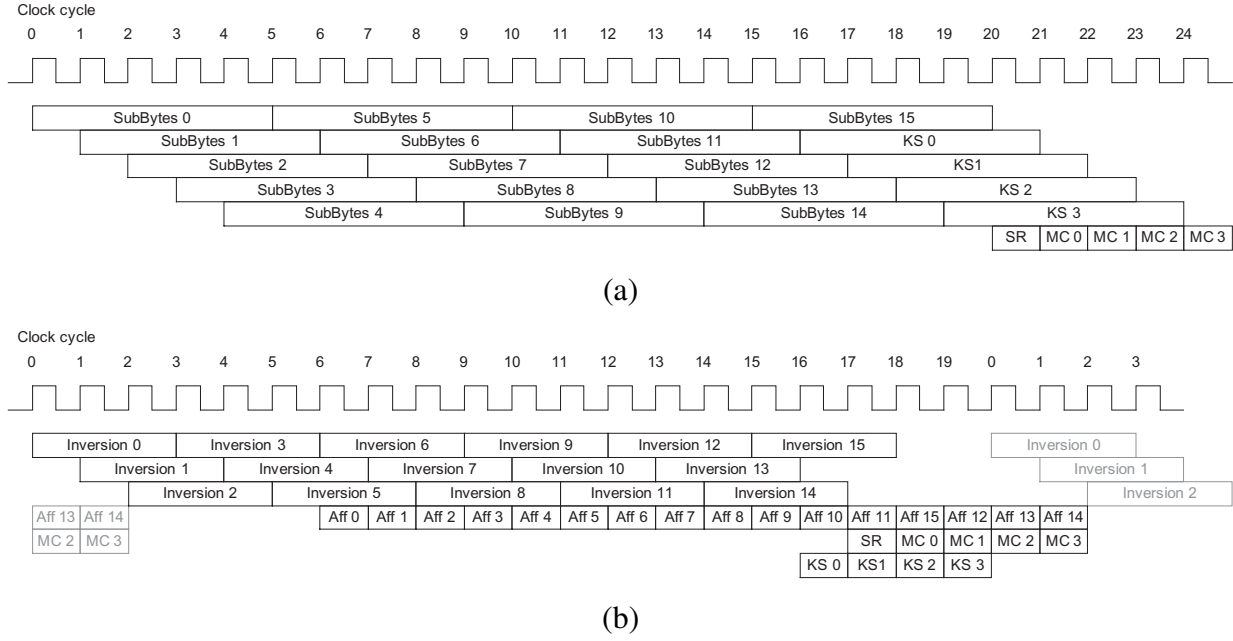 Clock cycle
0 1 2 3 4 5 6 7 8 9 10 11 12 13 14 15 16 17 18 19 20 21 22 23 24
SubBytes 0 SubBytes 5 SubBytes 10 SubBytes 15
SubBytes 1 SubBytes 6 SubBytes 11 KS 0
SubBytes 2 SubBytes 7 SubBytes 12 KS1
SubBytes 3 SubBytes 8 SubBytes 13 KS 2
SubBytes 4 SubBytes 9 SubBytes 14 KS 3
SR MC 0 MC 1 MC 2 MC 3
(a)
Clock cycle
0 1 2 3 4 5 6 7 8 9 10 11 12 13 14 15 16 17 18 19 0 1 2 3
Inversion 0 Inversion 3 Inversion 6 Inversion 9 Inversion 12 Inversion 15 Inversion 0
Inversion 1 Inversion 4 Inversion 7 Inversion 10 Inversion 13 Inversion 1
Inversion 2 Inversion 5 Inversion 8 Inversion 11 Inversion 14 Inversion 2
Aff 13 Aff 14 Aff 0 Aff 1 Aff 2 Aff 3 Aff 4 Aff 5 Aff 6 Aff 7 Aff 8 Aff 9 Aff 10 Aff 11 Aff 15 Aff 12 Aff 13 Aff 14
MC 2 MC 3 SR MC 0 MC 1 MC 2 MC 3
KS 0 KS1 KS 2 KS 3
(b)